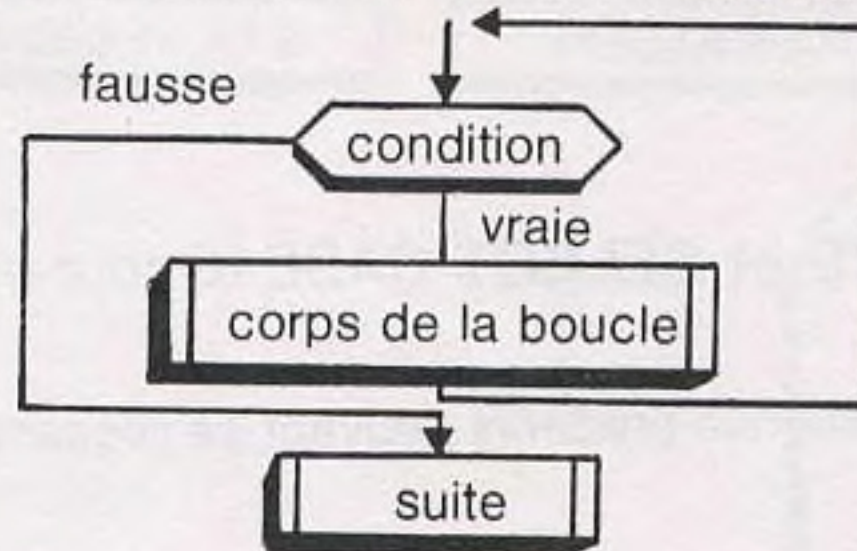 fausse
condition
vraie
corps de la boucle
suite